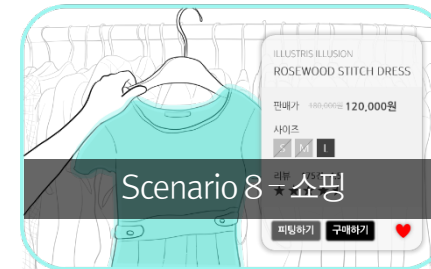 ILLUSTRIS ILLUSION
ROSEWOOD STITCH DRESS
판매가 180,000원 120,000원
사이즈
S M L
리뷰
Scenario 8 – 쇼핑
피팅하기 구매하기